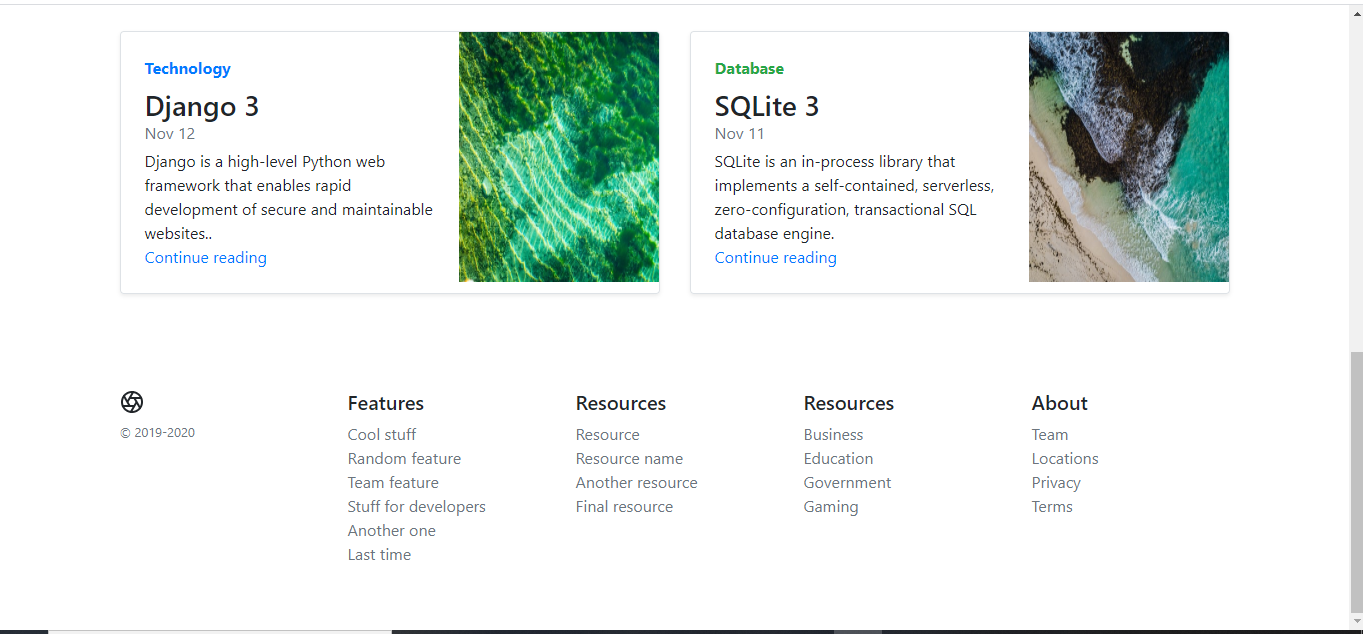 Technology
Django 3
Nov 12
Django is a high-level Python web
framework that enables rapid
development of secure and maintainable
websites..
Continue reading
Database
SQLite 3
Nov 11
SQLite is an in-process library that
implements a self-contained, serverless,
zero-configuration, transactional SQL
database engine.
Continue reading
© 2019-2020
Features
Cool stuff
Random feature
Team feature
Stuff for developers
Another one
Last time
Resources
Resource
Resource name
Another resource
Final resource
Resources
Business
Education
Government
Gaming
About
Team
Locations
Privacy
Terms